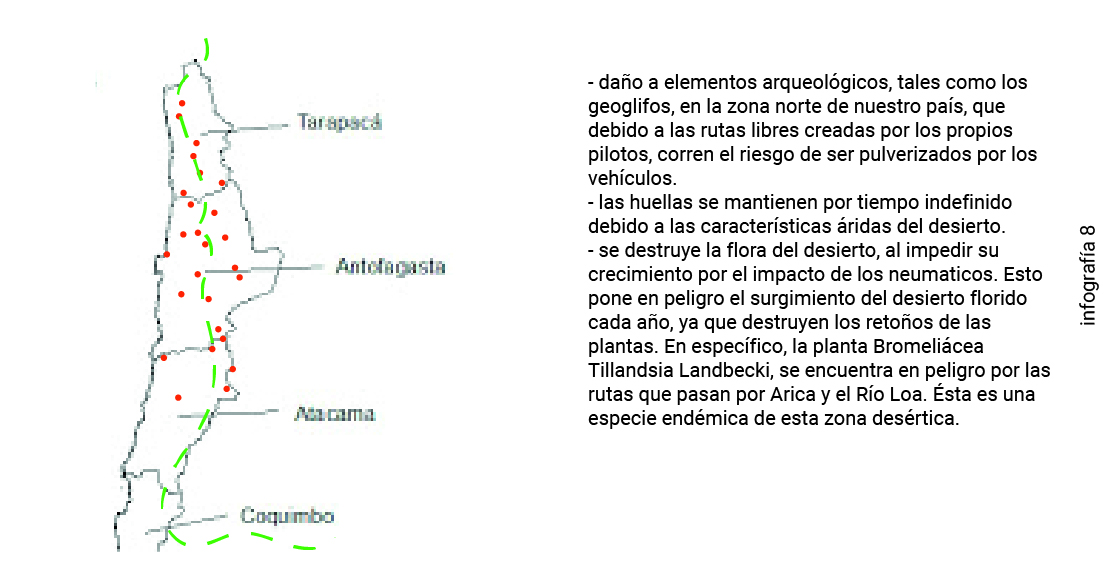 Tarapacá
Antofagasta
Atacama
Coquimbo
- daño a elementos arqueológicos, tales como los
geoglifos, en la zona norte de nuestro país, que
debido a las rutas libres creadas por los propios
pilotos, corren el riesgo de ser pulverizados por los
vehículos.
- las huellas se mantienen por tiempo indefinido
debido a las características áridas del desierto.
- se destruye la flora del desierto, al impedir su
crecimiento por el impacto de los neumaticos. Esto
pone en peligro el surgimiento del desierto florido
cada año, ya que destruyen los retoños de las
plantas. En específico, la planta Bromeliácea
Tillandsia Landbecki, se encuentra en peligro por las
rutas que pasan por Arica y el Río Loa. Ésta es una
especie endémica de esta zona desértica.
infografía 8